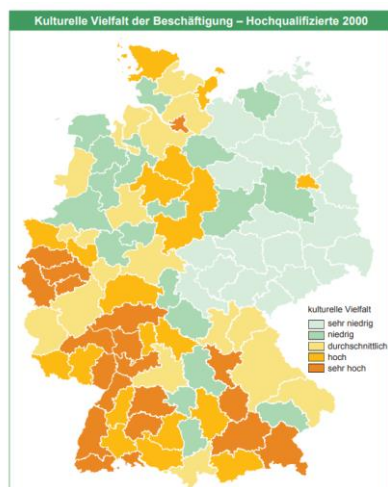 Kulturelle Vielfalt der Beschäftigung – Hochqualifizierte 2000
kulturelle Vielfalt
sehr niedrig
niedrig
durchschnittlich
hoch
sehr hoch